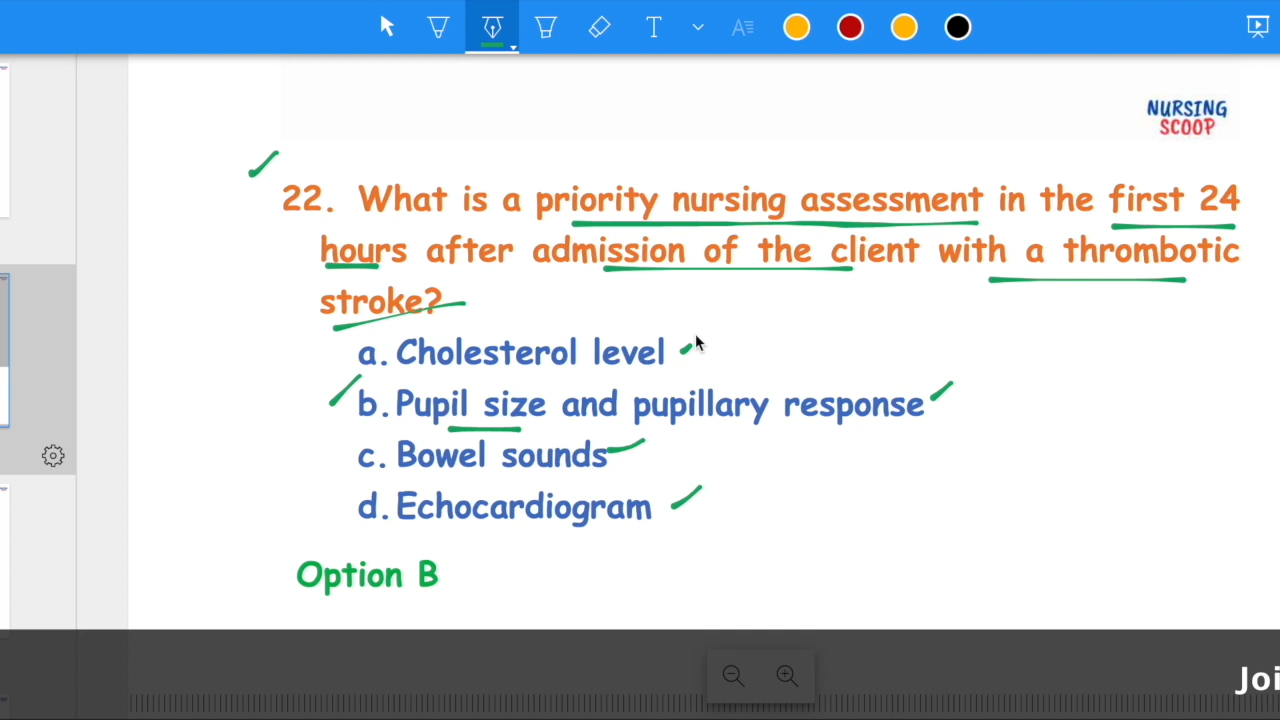 NURSING
SCOOP
22. What is a priority nursing assessment in the first 24
hours after admission of the client with a thrombotic
stroke?
a. Cholesterol level
b. Pupil size and pupillary response
c. Bowel sounds
d. Echocardiogram
Option B
Joi